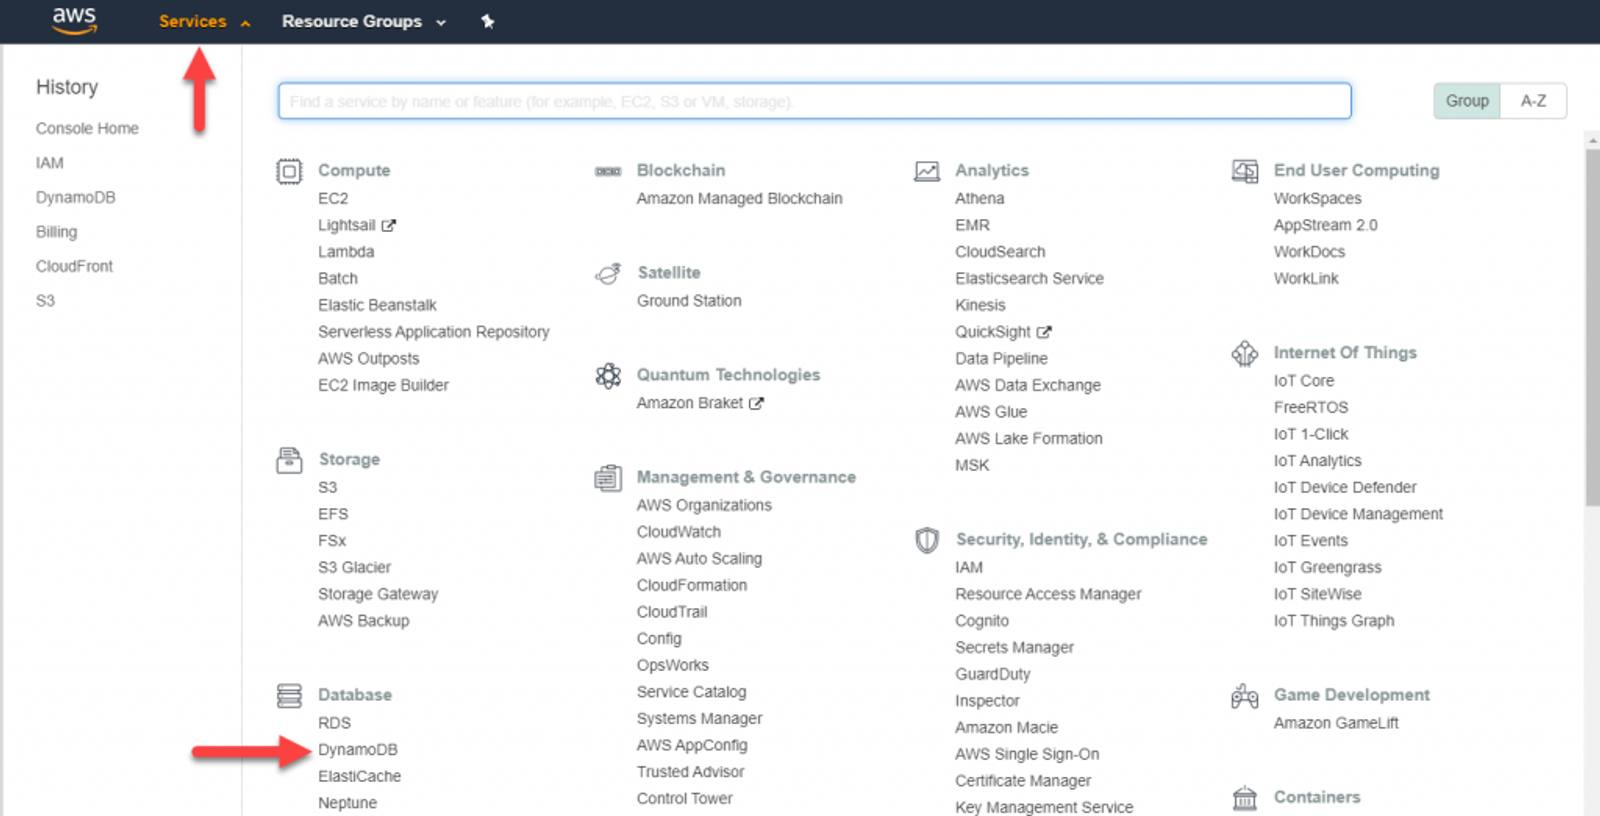 aws
Services
Resource Groups
History
Console Home
IAM
DynamoDB
Billing
CloudFront
S3
Find a service by name or feature (for example, EC2, S3 or VM, storage).
Group
A-Z
Compute
EC2
Lightsail
Lambda
Batch
Elastic Beanstalk
Serverless Application Repository
AWS Outposts
EC2 Image Builder
Storage
S3
EFS
FSx
S3 Glacier
Storage Gateway
AWS Backup
Database
RDS
DynamoDB
ElastiCache
Neptune
Blockchain
Amazon Managed Blockchain
Satellite
Ground Station
Quantum Technologies
Amazon Braket
Management & Governance
AWS Organizations
CloudWatch
AWS Auto Scaling
CloudFormation
CloudTrail
Config
OpsWorks
Service Catalog
Systems Manager
AWS AppConfig
Trusted Advisor
Control Tower
Analytics
Athena
EMR
CloudSearch
Elasticsearch Service
Kinesis
QuickSight
Data Pipeline
AWS Data Exchange
AWS Glue
AWS Lake Formation
MSK
Security, Identity, & Compliance
IAM
Resource Access Manager
Cognito
Secrets Manager
GuardDuty
Inspector
Amazon Macie
AWS Single Sign-On
Certificate Manager
Key Management Service
End User Computing
WorkSpaces
AppStream 2.0
WorkDocs
WorkLink
Internet Of Things
IoT Core
FreeRTOS
IoT 1-Click
IoT Analytics
IoT Device Defender
IoT Device Management
IoT Events
IoT Greengrass
IoT SiteWise
IoT Things Graph
Game Development
Amazon GameLift
Containers